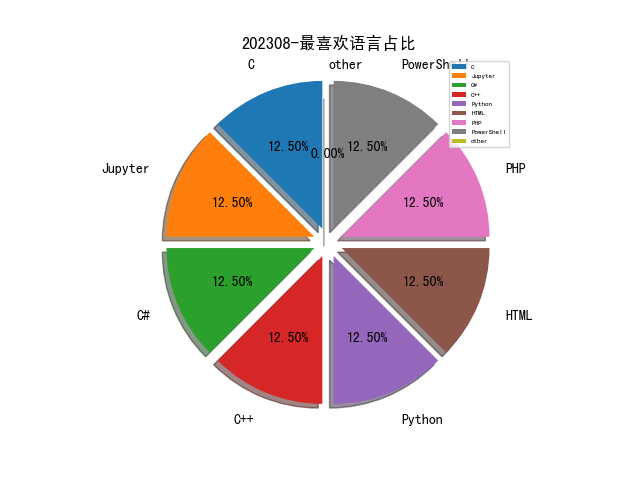 202308-最喜欢语言占比
C
other
PowerShell
C
Jupyter
C#
C++
Python
HTML
PHP
PowerShell
other
12.50%
0.00%
12.50%
Jupyter
PHP
12.50%
12.50%
12.50%
12.50%
C#
HTML
12.50%
12.50%
C++
Python